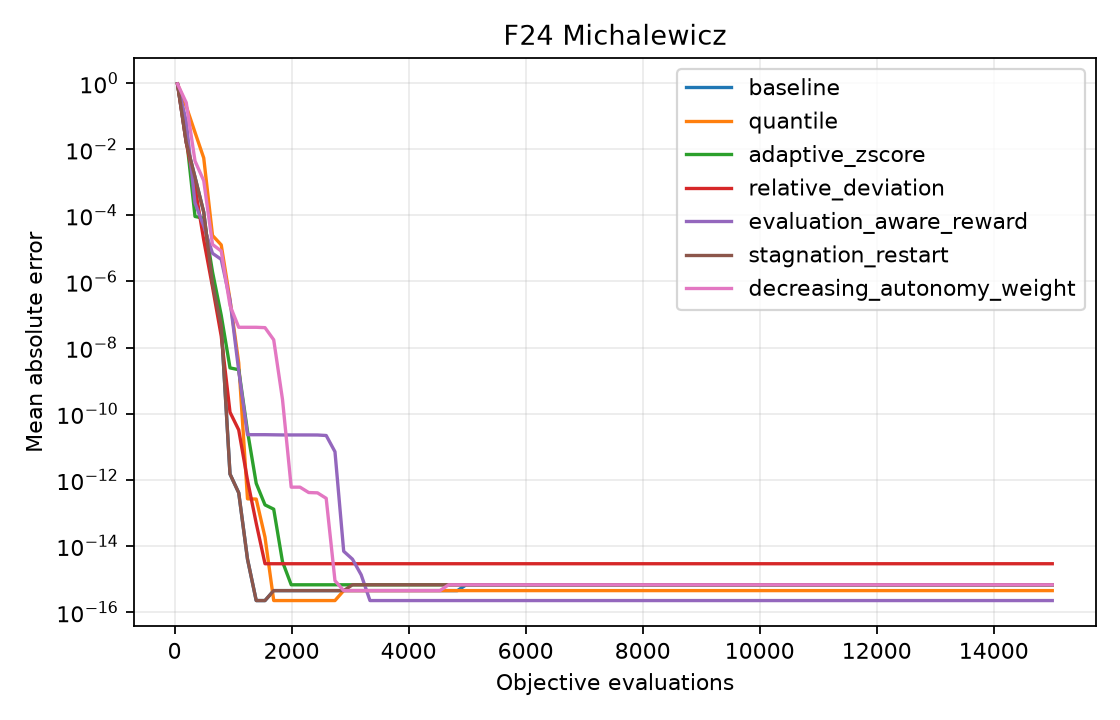 F24 Michalewicz
Mean absolute error
10⁰
10⁻²
10⁻⁴
10⁻⁶
10⁻⁸
10⁻¹⁰
10⁻¹²
10⁻¹⁴
10⁻¹⁶
baseline
quantile
adaptive_zscore
relative_deviation
evaluation_aware_reward
stagnation_restart
decreasing_autonomy_weight
0 2000 4000 6000 8000 10000 12000 14000
Objective evaluations